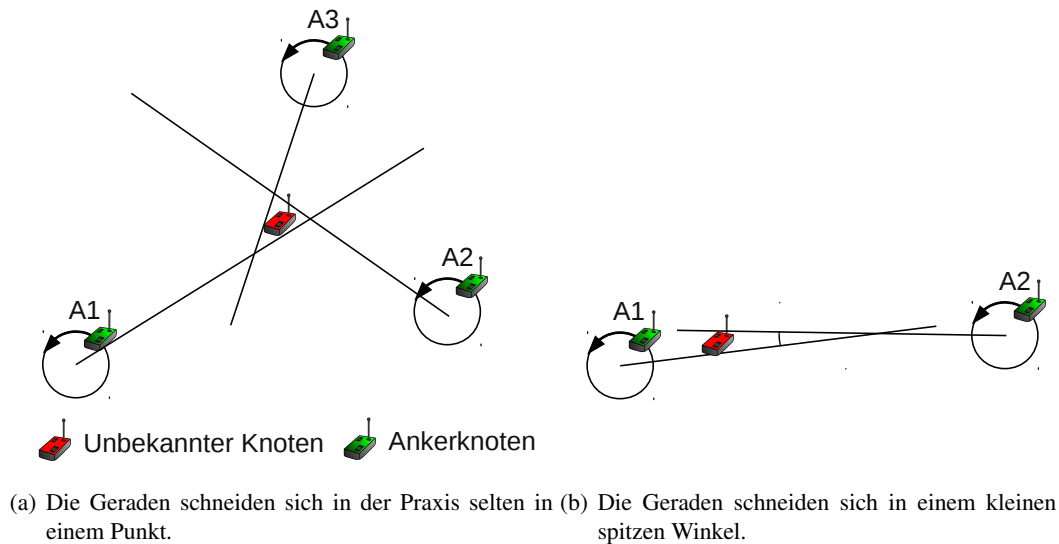 A3
A2
A1
A2
A1
Unbekannter Knoten
Ankerknoten
(a) Die Geraden schneiden sich in der Praxis selten in
einem Punkt.
(b) Die Geraden schneiden sich in einem kleinen
spitzen Winkel.